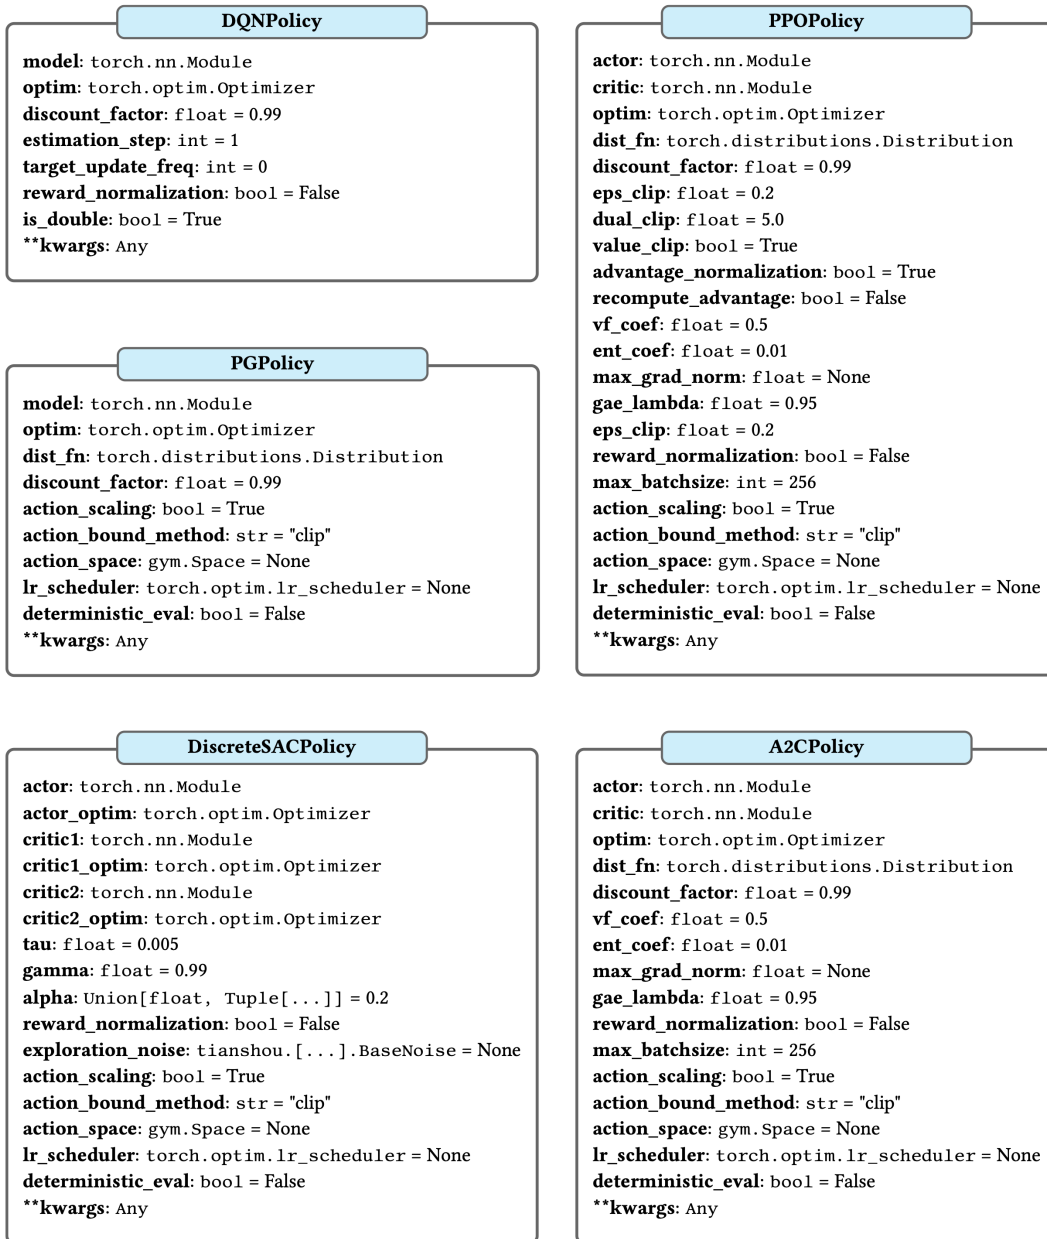 DQNPolicy
model: torch.nn.Module
optim: torch.optim.Optimizer
discount_factor: float = 0.99
estimation_step: int = 1
target_update_freq: int = 0
reward_normalization: bool = False
is_double: bool = True
**kwargs: Any
PGPolicy
model: torch.nn.Module
optim: torch.optim.Optimizer
dist_fn: torch.distributions.Distribution
discount_factor: float = 0.99
action_scaling: bool = True
action_bound_method: str = "clip"
action_space: gym.Space = None
lr_scheduler: torch.optim.lr_scheduler = None
deterministic_eval: bool = False
**kwargs: Any
DiscreteSACPolicy
actor: torch.nn.Module
actor_optim: torch.optim.Optimizer
critic1: torch.nn.Module
critic1_optim: torch.optim.Optimizer
critic2: torch.nn.Module
critic2_optim: torch.optim.Optimizer
tau: float = 0.005
gamma: float = 0.99
alpha: Union[float, Tuple[...]] = 0.2
reward_normalization: bool = False
exploration_noise: tianshou.[...].BaseNoise = None
action_scaling: bool = True
action_bound_method: str = "clip"
action_space: gym.Space = None
lr_scheduler: torch.optim.lr_scheduler = None
deterministic_eval: bool = False
**kwargs: Any
PPOPolicy
actor: torch.nn.Module
critic: torch.nn.Module
optim: torch.optim.Optimizer
dist_fn: torch.distributions.Distribution
discount_factor: float = 0.99
eps_clip: float = 0.2
dual_clip: float = 5.0
value_clip: bool = True
advantage_normalization: bool = True
recompute_advantage: bool = False
vf_coef: float = 0.5
ent_coef: float = 0.01
max_grad_norm: float = None
gae_lambda: float = 0.95
eps_clip: float = 0.2
reward_normalization: bool = False
max_batchsize: int = 256
action_scaling: bool = True
action_bound_method: str = "clip"
action_space: gym.Space = None
lr_scheduler: torch.optim.lr_scheduler = None
deterministic_eval: bool = False
**kwargs: Any
A2CPolicy
actor: torch.nn.Module
critic: torch.nn.Module
optim: torch.optim.Optimizer
dist_fn: torch.distributions.Distribution
discount_factor: float = 0.99
vf_coef: float = 0.5
ent_coef: float = 0.01
max_grad_norm: float = None
gae_lambda: float = 0.95
reward_normalization: bool = False
max_batchsize: int = 256
action_scaling: bool = True
action_bound_method: str = "clip"
action_space: gym.Space = None
lr_scheduler: torch.optim.lr_scheduler = None
deterministic_eval: bool = False
**kwargs: Any